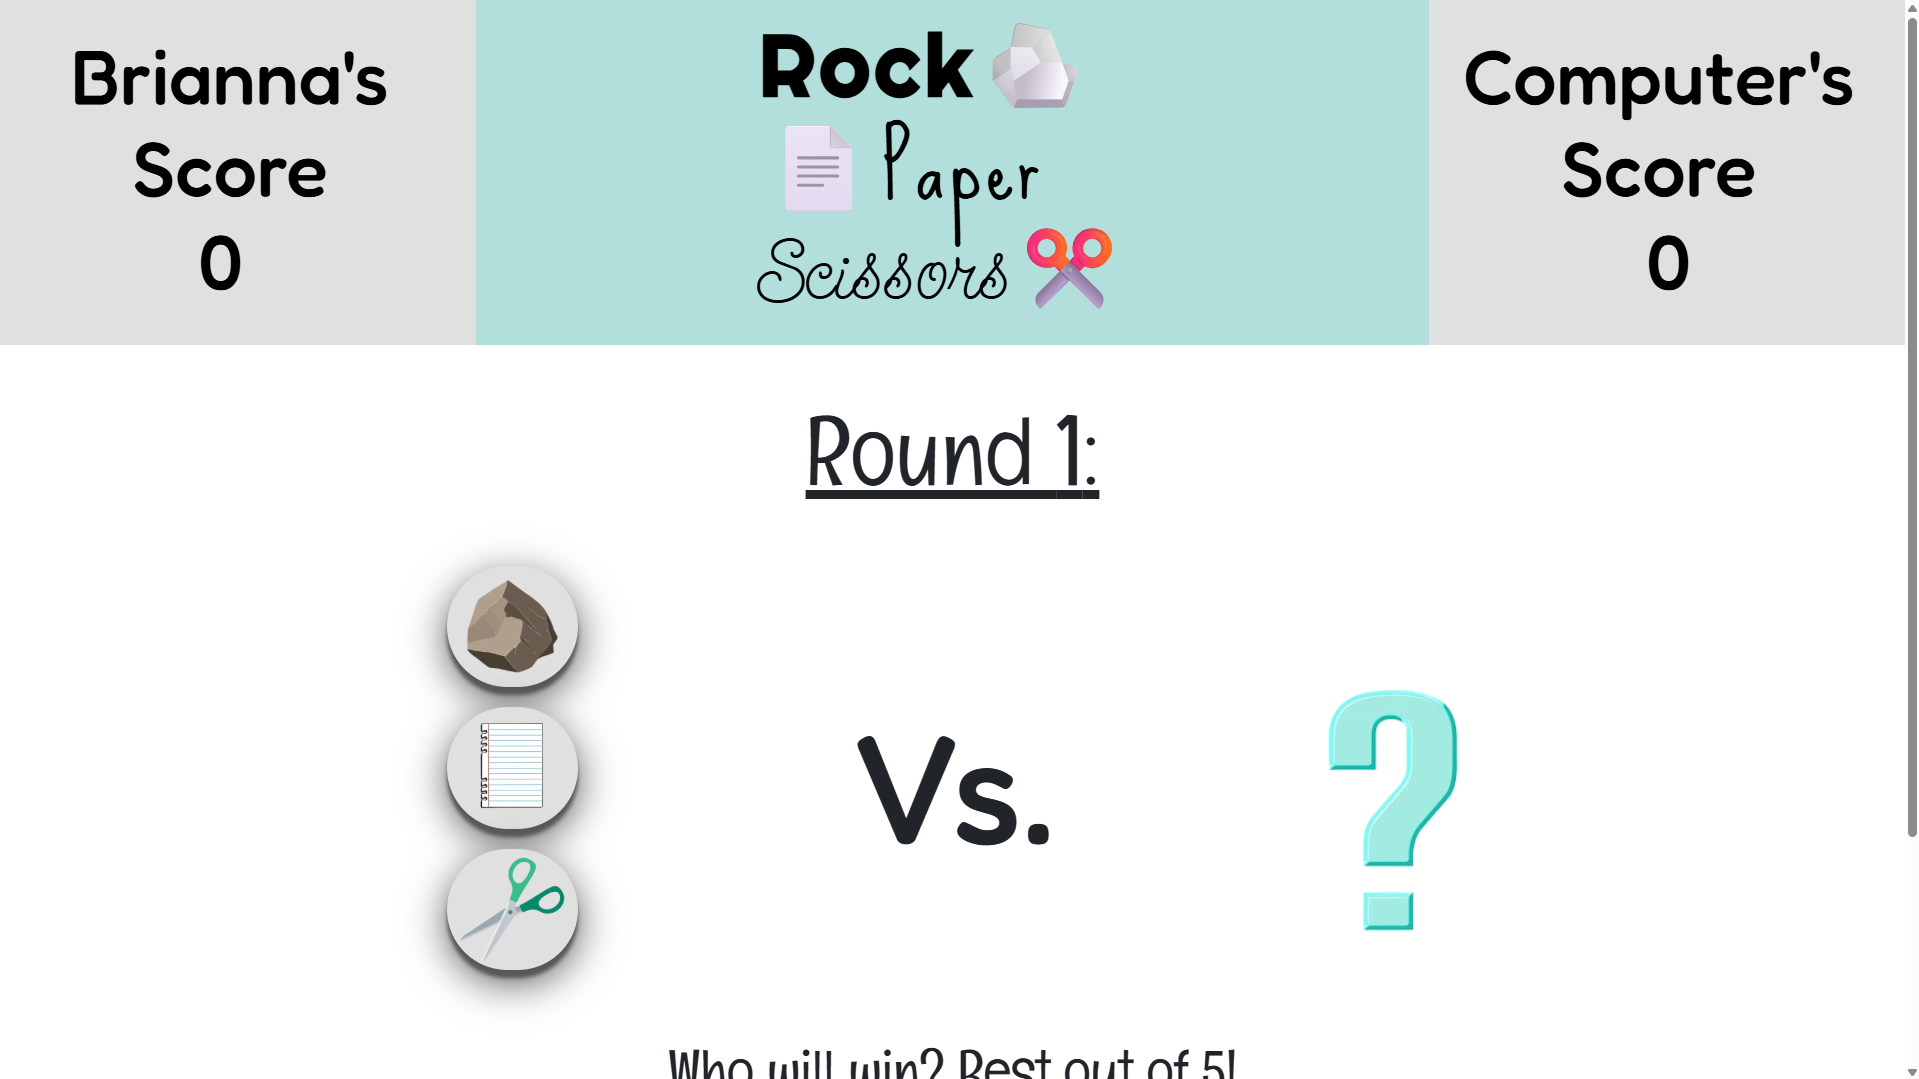 Brianna's
Score
0
Rock
Paper
Scissors
Computer's
Score
0
Round 1:
Vs.
?
Who will win? Best out of 5!